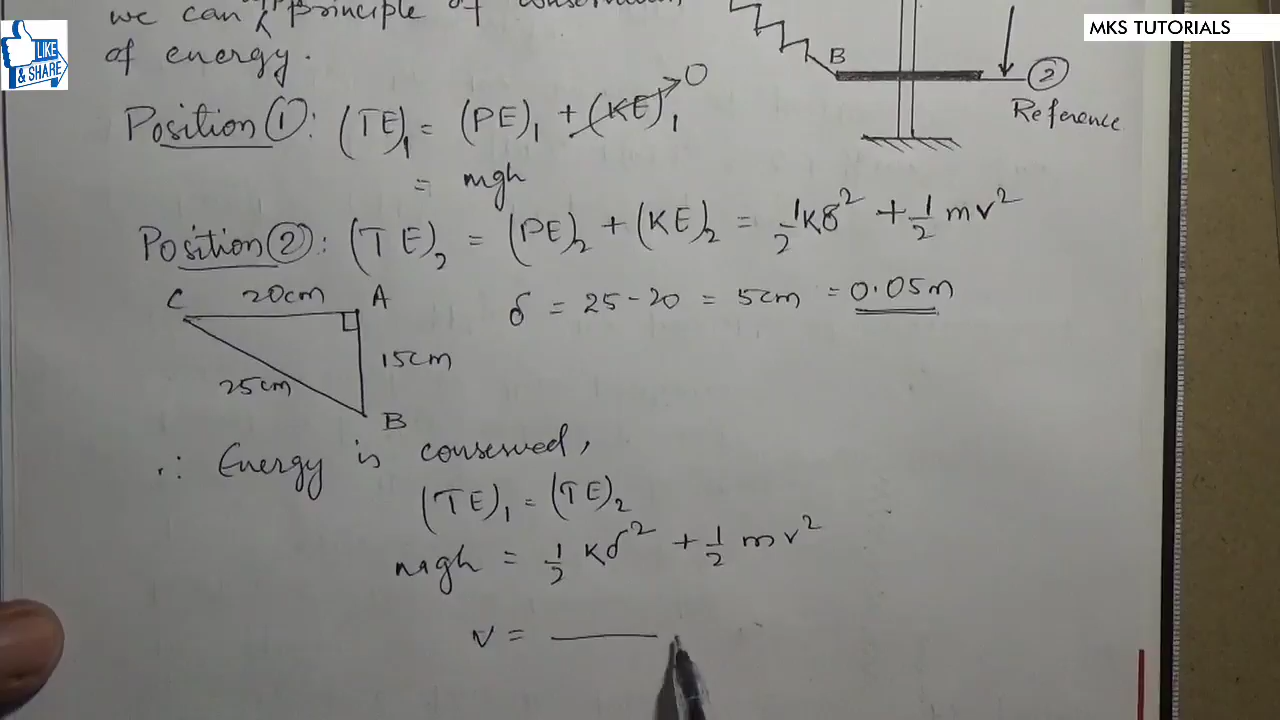 we can principle of
of energy.
LIKE
& SHARE
MKS TUTORIALS
B
②
Reference
Position ①: (TE)₁ = (PE)₁ + (KE)₁ → 0
= mgh
Position ②: (TE)₂ = (PE)₂ + (KE)₂ = 1/2 Kδ² + 1/2 mv²
C 20cm A
15cm
25cm
B
δ = 25-20 = 5cm = 0.05m
∴ Energy is conserved,
(TE)₁ = (TE)₂
mgh = 1/2 Kδ² + 1/2 mv²
v =